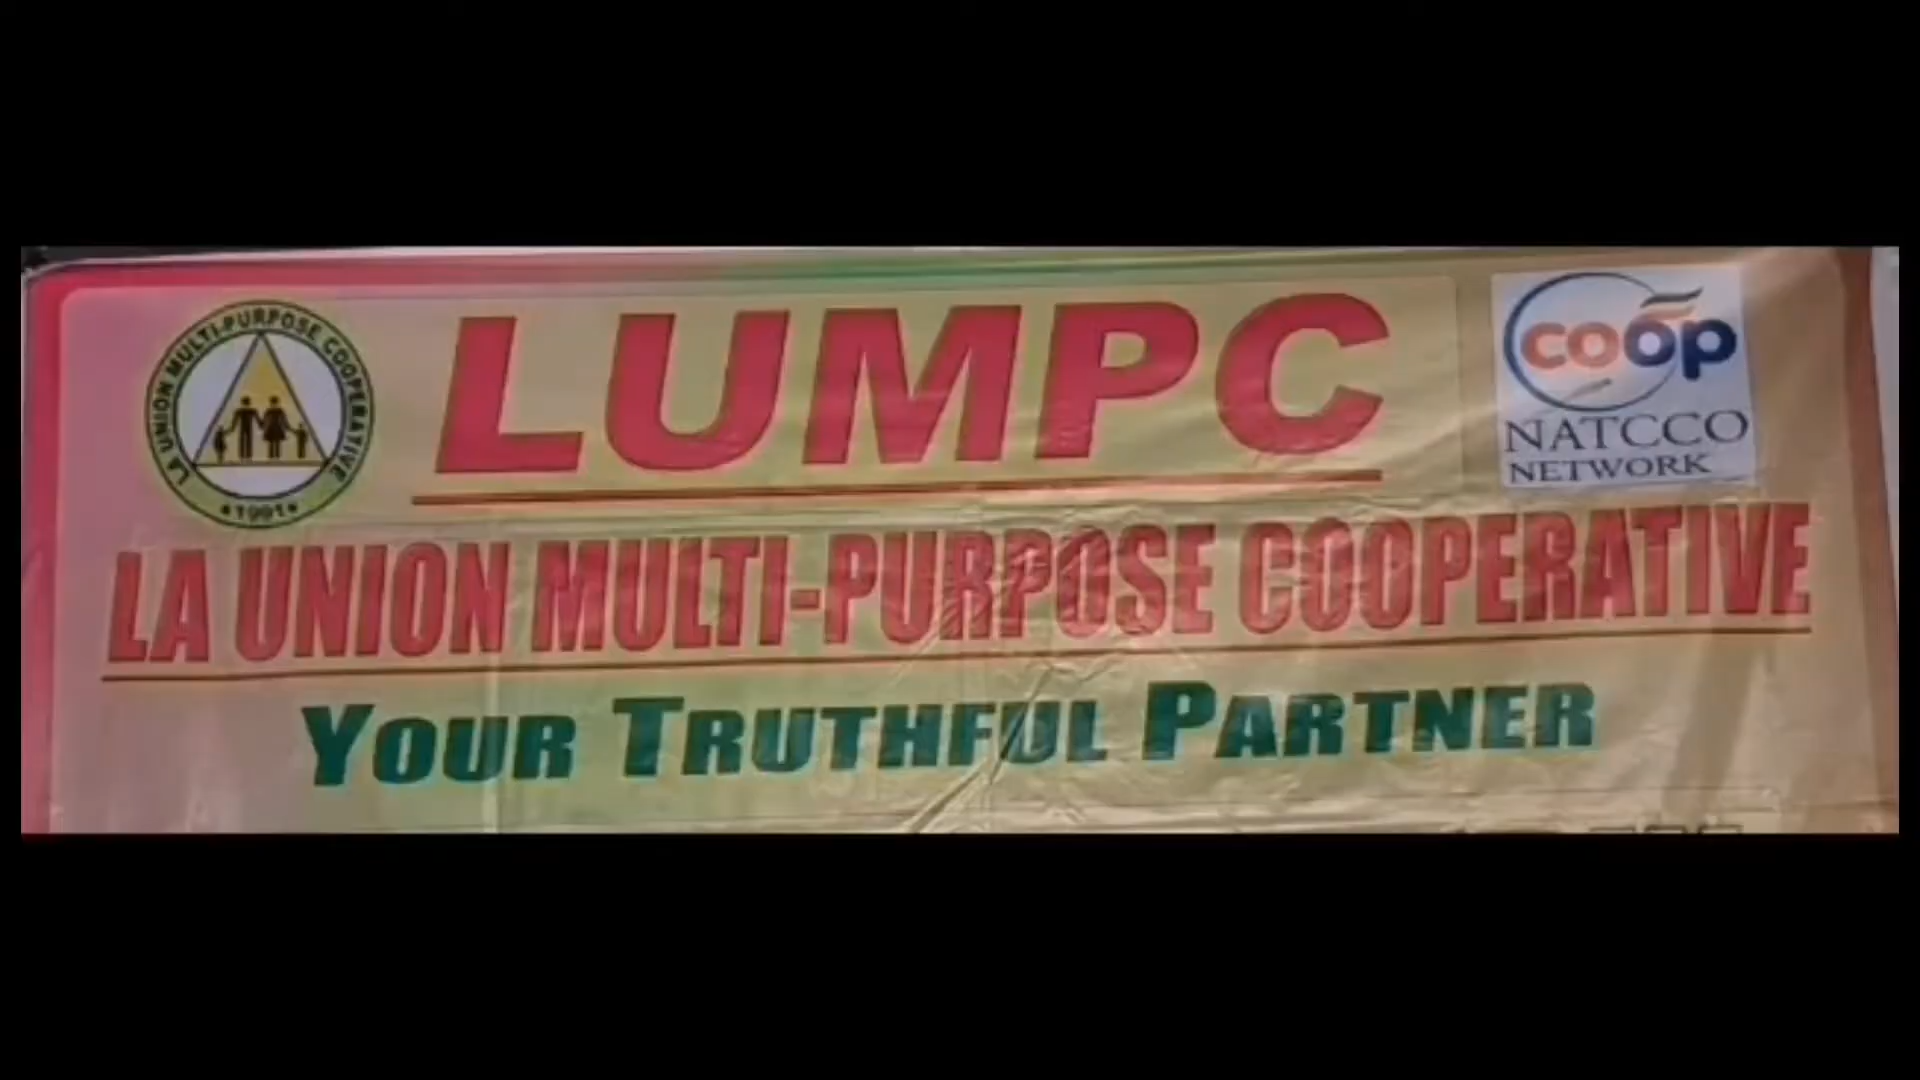 LA UNION MULTI-PURPOSE COOPERATIVE
•1991•
LUMPC
coop
NATCCO
NETWORK
LA UNION MULTI-PURPOSE COOPERATIVE
YOUR TRUTHFUL PARTNER